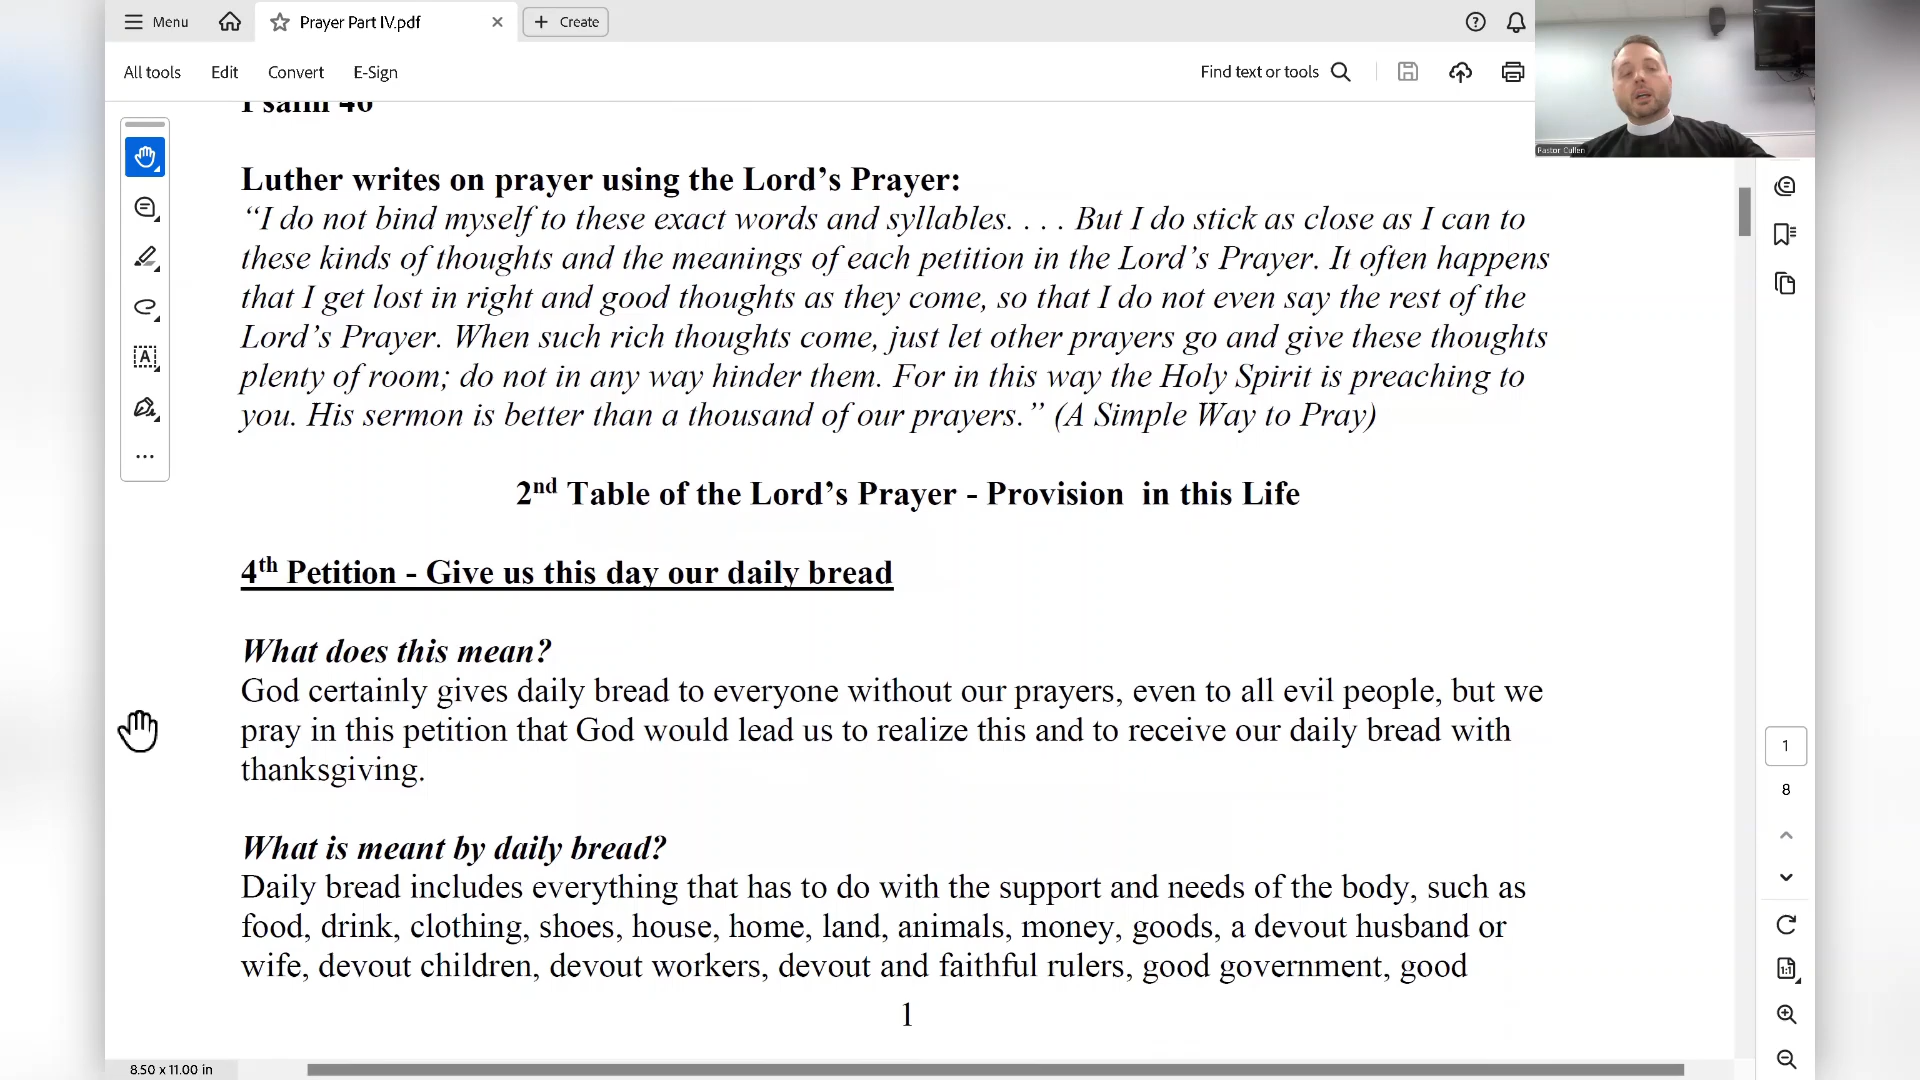 Menu
Prayer Part IV.pdf
Create
All tools
Edit
Convert
E-Sign
Find text or tools
Pastor Cullen
Psalm 46
Luther writes on prayer using the Lord’s Prayer:
“I do not bind myself to these exact words and syllables. . . . But I do stick as close as I can to
these kinds of thoughts and the meanings of each petition in the Lord’s Prayer. It often happens
that I get lost in right and good thoughts as they come, so that I do not even say the rest of the
Lord’s Prayer. When such rich thoughts come, just let other prayers go and give these thoughts
plenty of room; do not in any way hinder them. For in this way the Holy Spirit is preaching to
you. His sermon is better than a thousand of our prayers.” (A Simple Way to Pray)
2nd Table of the Lord’s Prayer - Provision in this Life
4th Petition - Give us this day our daily bread
What does this mean?
God certainly gives daily bread to everyone without our prayers, even to all evil people, but we
pray in this petition that God would lead us to realize this and to receive our daily bread with
thanksgiving.
What is meant by daily bread?
Daily bread includes everything that has to do with the support and needs of the body, such as
food, drink, clothing, shoes, house, home, land, animals, money, goods, a devout husband or
wife, devout children, devout workers, devout and faithful rulers, good government, good
1
1
8
8.50 x 11.00 in